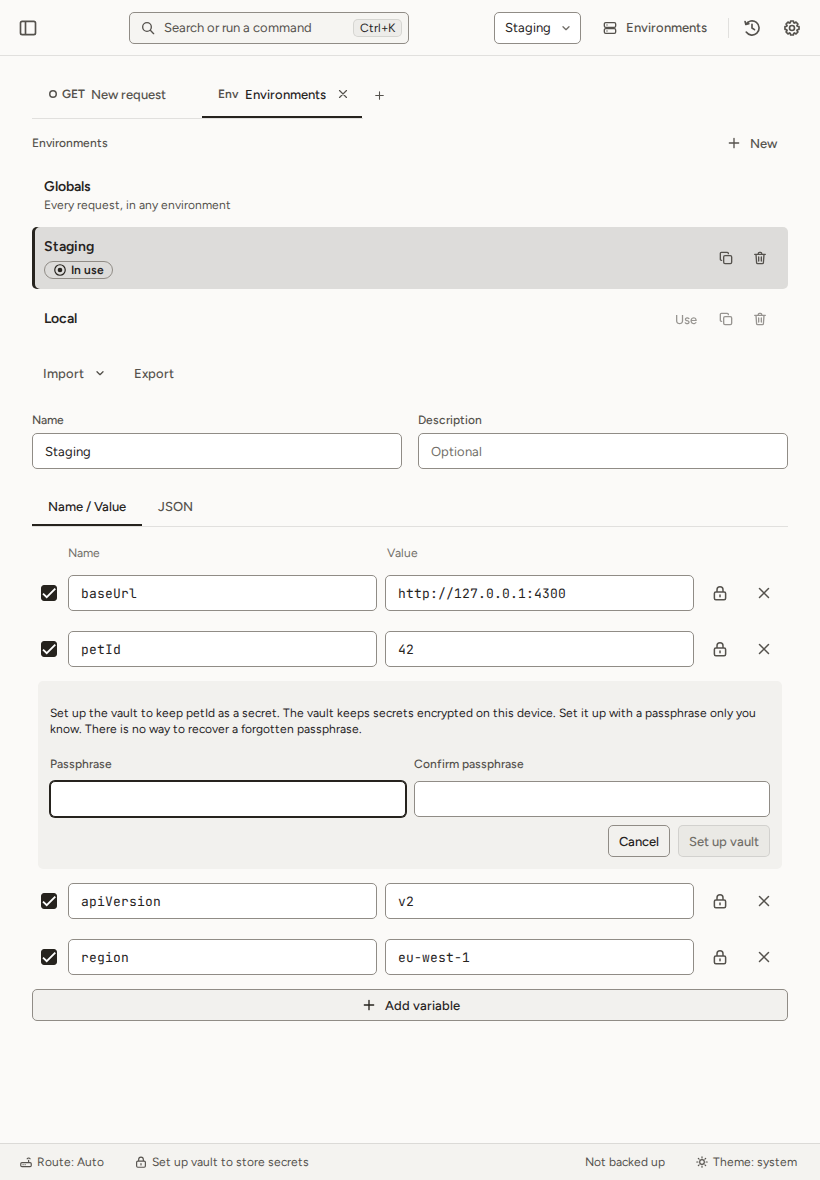 Search or run a command Ctrl+K Staging Environments
GET New request Env Environments
Environments New
Globals
Every request, in any environment
Staging
In use
Local Use
Import Export
Name Description
Staging Optional
Name / Value JSON
Name Value
baseUrl http://127.0.0.1:4300
petId 42
Set up the vault to keep petId as a secret. The vault keeps secrets encrypted on this device. Set it up with a passphrase only you
know. There is no way to recover a forgotten passphrase.
Passphrase Confirm passphrase
Cancel Set up vault
apiVersion v2
region eu-west-1
Add variable
Route: Auto Set up vault to store secrets Not backed up Theme: system